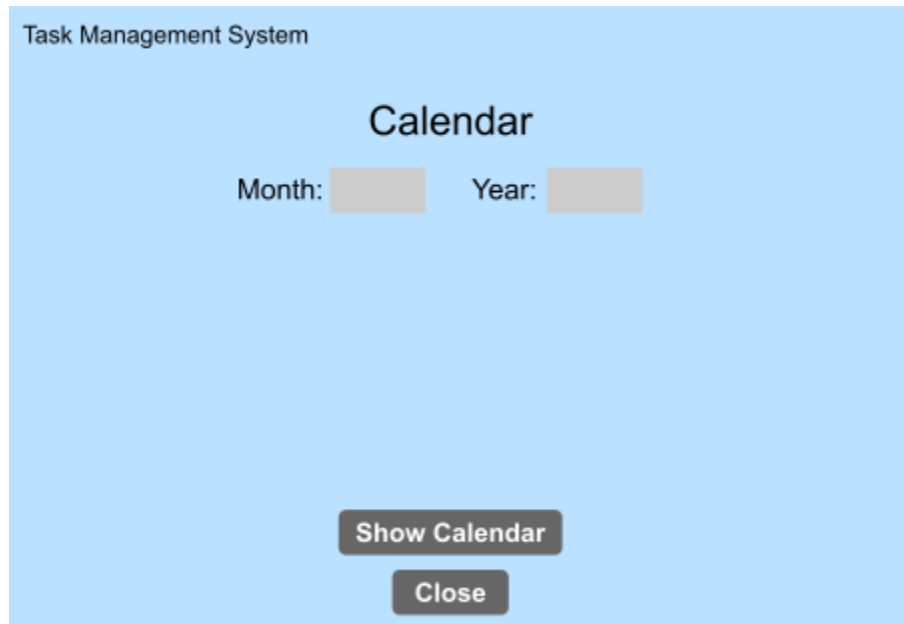 Task Management System
Calendar
Month: Year:
Show Calendar
Close